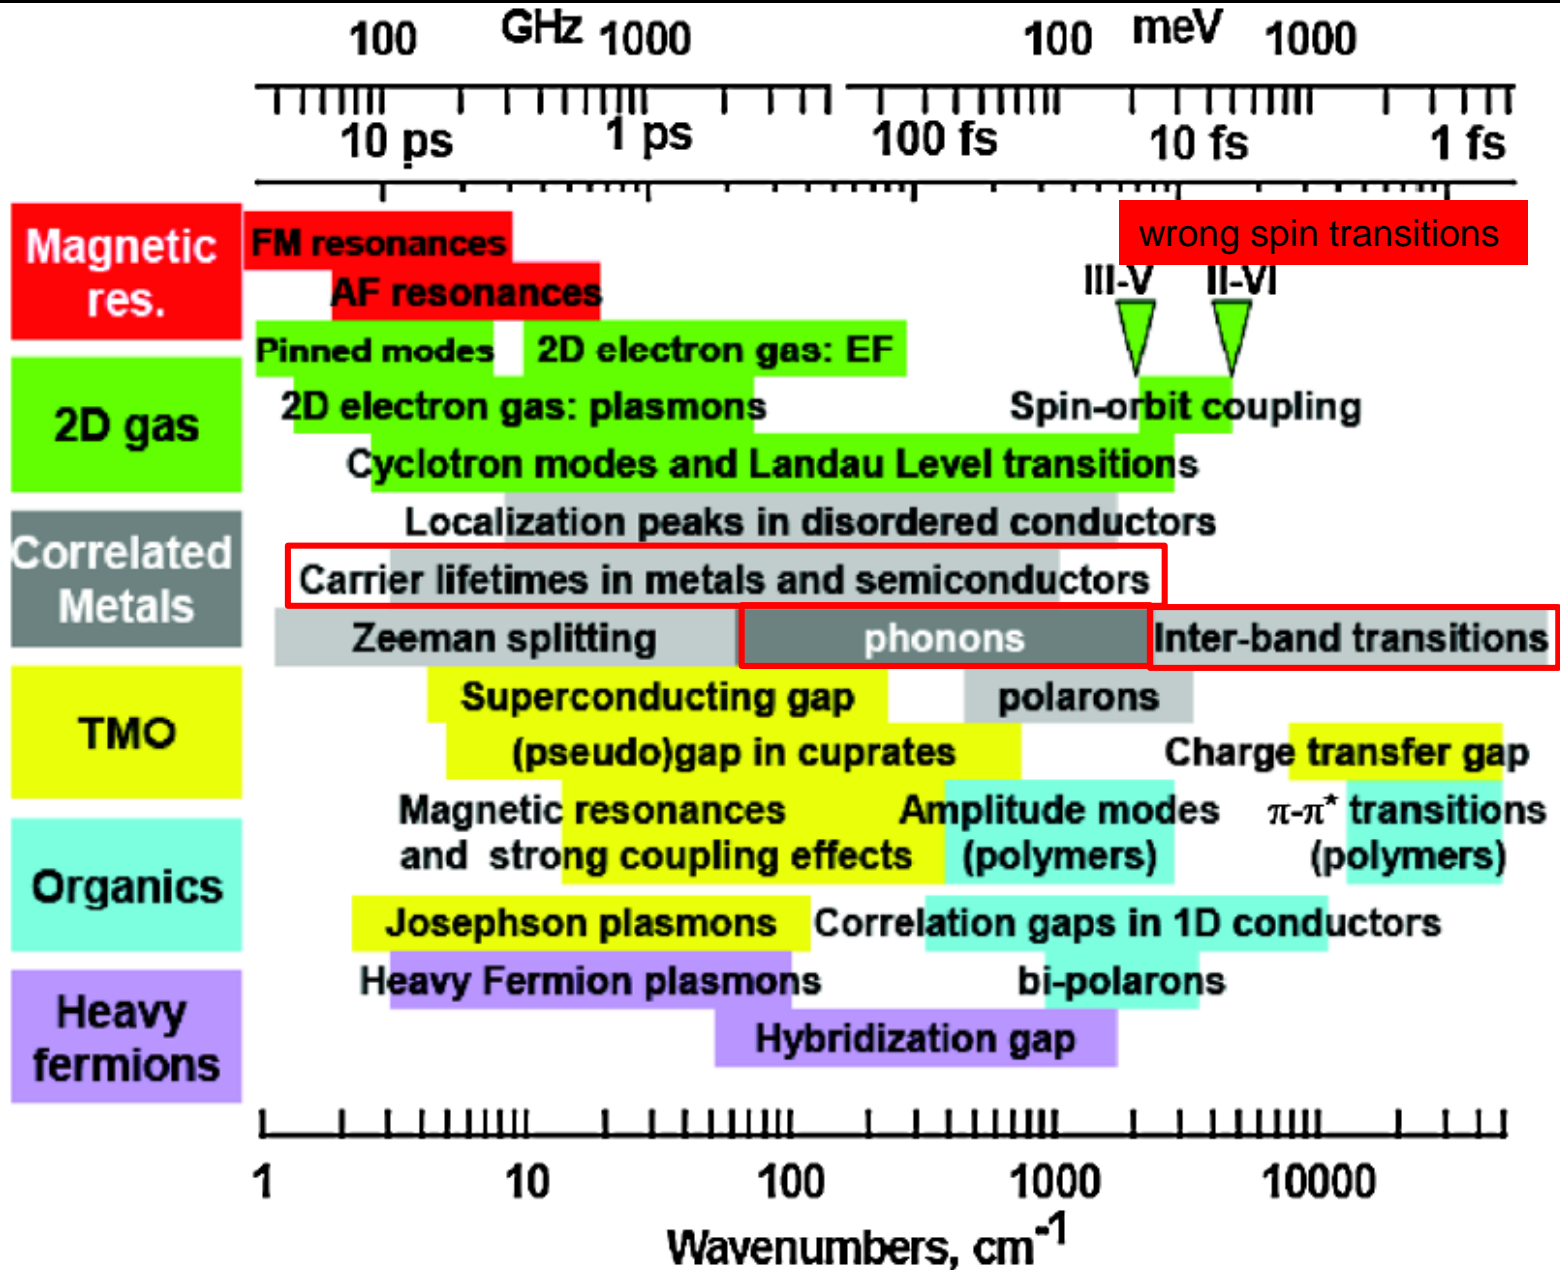 100 GHz 1000 100 meV 1000
10 ps 1 ps 100 fs 10 fs 1 fs
Magnetic
res.
FM resonances
wrong spin transitions
AF resonances
III-V II-VI
Pinned modes 2D electron gas: EF
2D gas
2D electron gas: plasmons Spin-orbit coupling
Cyclotron modes and Landau Level transitions
Correlated
Metals
Localization peaks in disordered conductors
Carrier lifetimes in metals and semiconductors
Zeeman splitting phonons Inter-band transitions
TMO
Superconducting gap polarons
(pseudo)gap in cuprates Charge transfer gap
Organics
Magnetic resonances
and strong coupling effects
Amplitude modes
(polymers)
π-π* transitions
(polymers)
Josephson plasmons Correlation gaps in 1D conductors
Heavy
fermions
Heavy Fermion plasmons bi-polarons
Hybridization gap
1 10 100 1000 10000
Wavenumbers, cm-1